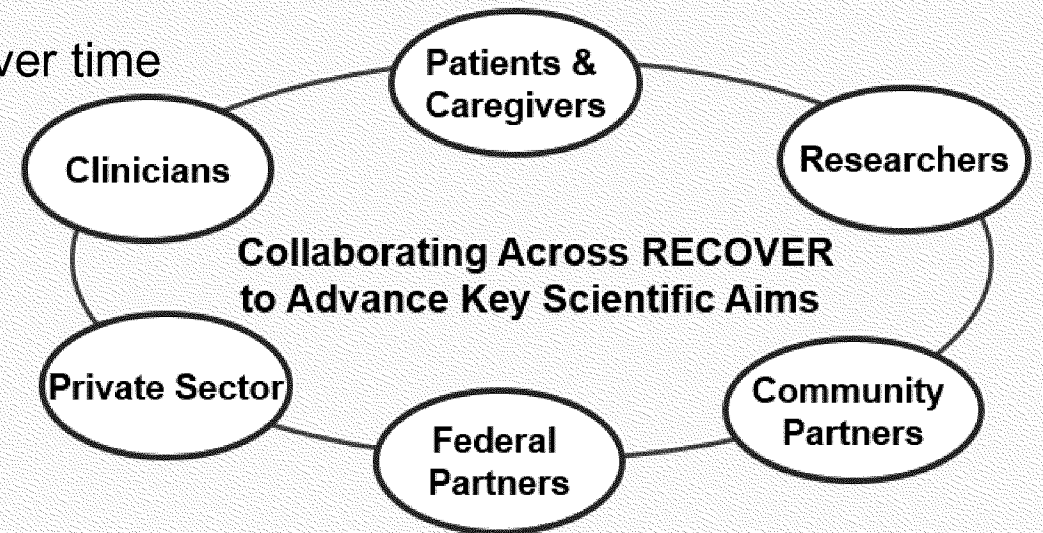 ver time
Patients &
Caregivers
Clinicians
Researchers
Collaborating Across RECOVER
to Advance Key Scientific Aims
Private Sector
Community
Partners
Federal
Partners